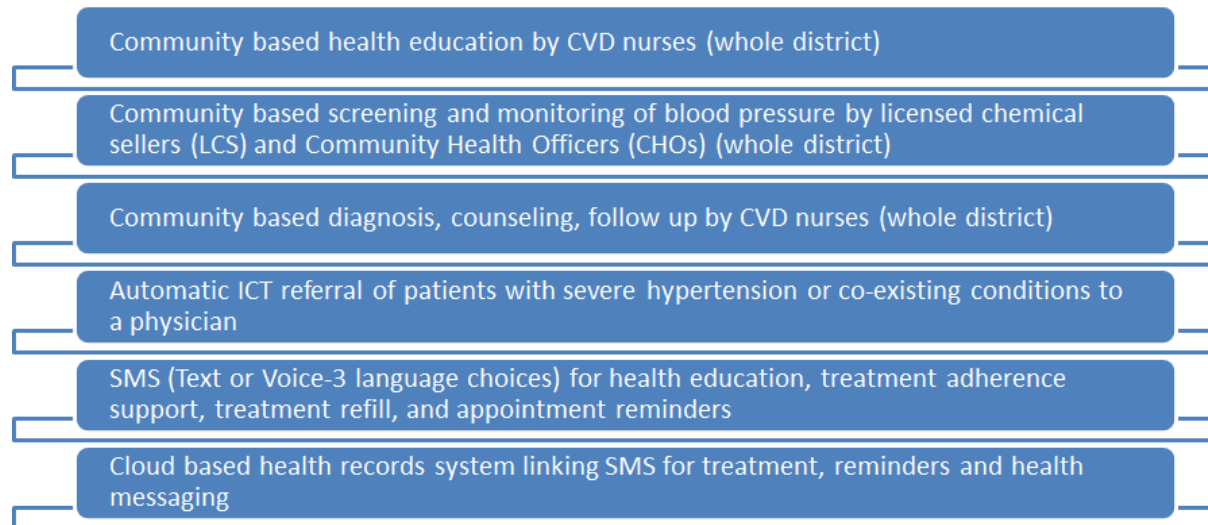 Community based health education by CVD nurses (whole district)
Community based screening and monitoring of blood pressure by licensed chemical
sellers (LCS) and Community Health Officers (CHOs) (whole district)
Community based diagnosis, counseling, follow up by CVD nurses (whole district)
Automatic ICT referral of patients with severe hypertension or co-existing conditions to
a physician
SMS (Text or Voice-3 language choices) for health education, treatment adherence
support, treatment refill, and appointment reminders
Cloud based health records system linking SMS for treatment, reminders and health
messaging